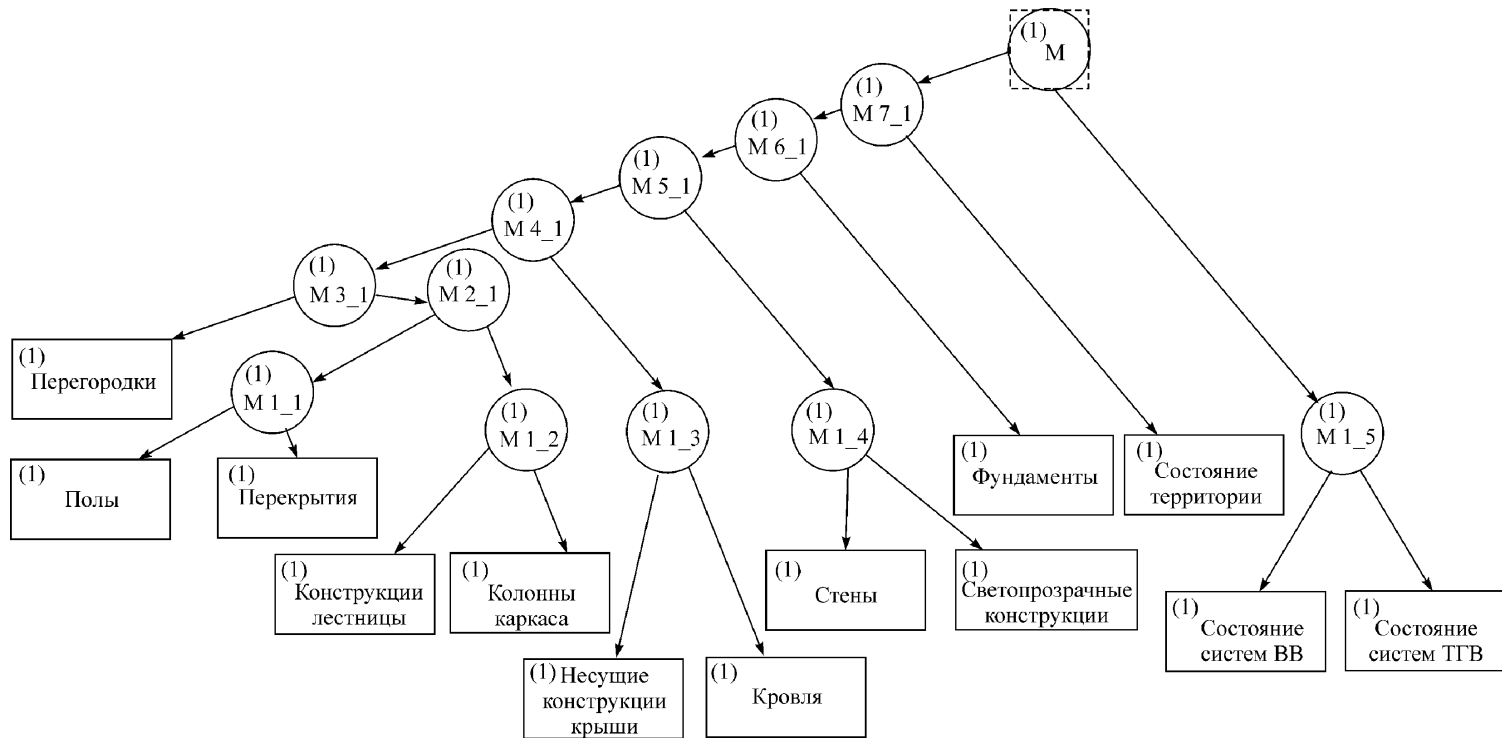 (1)
М
(1)
М 7_1
(1)
М 6_1
(1)
М 5_1
(1)
М 4_1
(1)
М 3_1
(1)
М 2_1
(1)
Перегородки
(1)
М 1_1
(1)
М 1_2
(1)
М 1_3
(1)
М 1_4
(1)
М 1_5
(1)
Полы
(1)
Перекрытия
(1)
Фундаменты
(1)
Состояние
территории
(1)
Конструкции
лестницы
(1)
Колонны
каркаса
(1)
Стены
(1)
Светопрозрачные
конструкции
(1)
Состояние
систем ВВ
(1)
Состояние
систем ТГВ
(1) Несущие
конструкции
крыши
(1)
Кровля